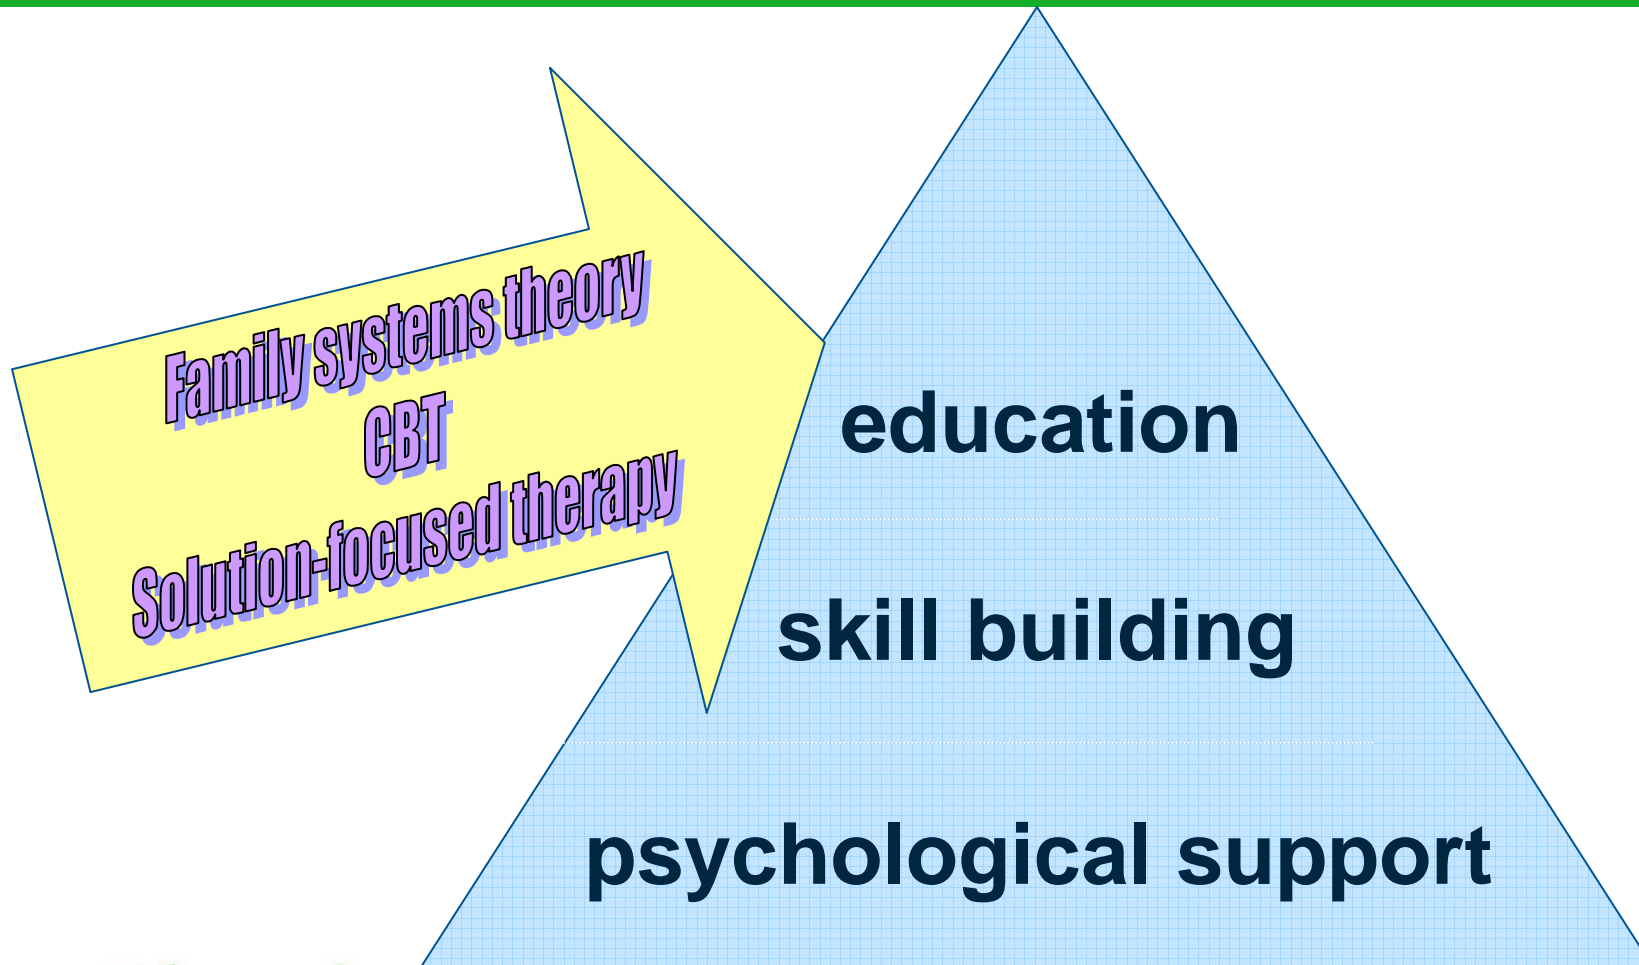 Family systems theory
CBT
Solution-focused therapy
education
skill building
psychological support